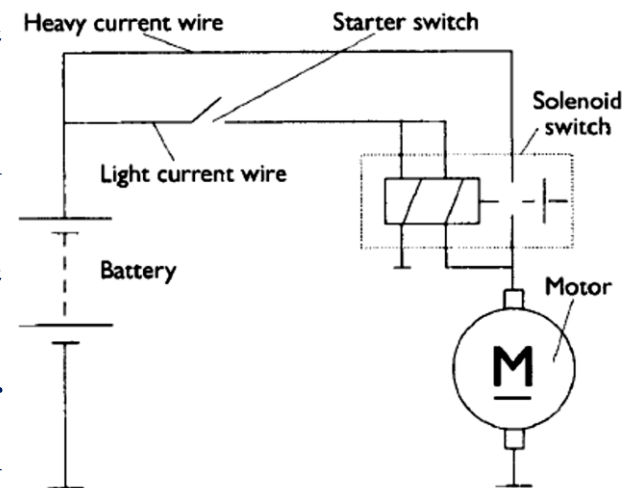 Heavy current wire
Starter switch
Solenoid
switch
Light current wire
Battery
Motor
M